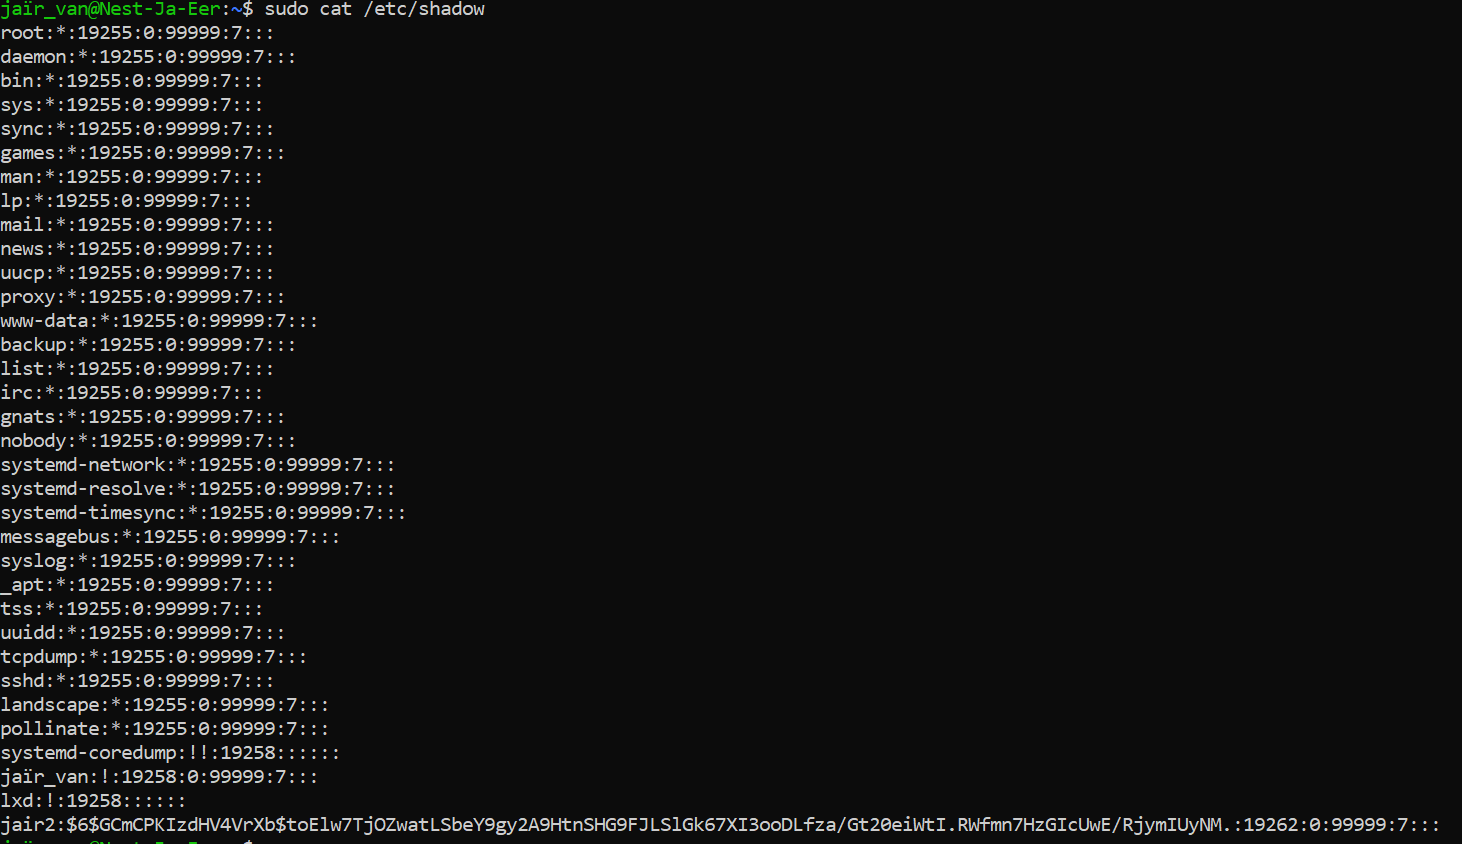 jaïr_van@Nest-Ja-Eer:~$ sudo cat /etc/shadow
root:*:19255:0:99999:7:::
daemon:*:19255:0:99999:7:::
bin:*:19255:0:99999:7:::
sys:*:19255:0:99999:7:::
sync:*:19255:0:99999:7:::
games:*:19255:0:99999:7:::
man:*:19255:0:99999:7:::
lp:*:19255:0:99999:7:::
mail:*:19255:0:99999:7:::
news:*:19255:0:99999:7:::
uucp:*:19255:0:99999:7:::
proxy:*:19255:0:99999:7:::
www-data:*:19255:0:99999:7:::
backup:*:19255:0:99999:7:::
list:*:19255:0:99999:7:::
irc:*:19255:0:99999:7:::
gnats:*:19255:0:99999:7:::
nobody:*:19255:0:99999:7:::
systemd-network:*:19255:0:99999:7:::
systemd-resolve:*:19255:0:99999:7:::
systemd-timesync:*:19255:0:99999:7:::
messagebus:*:19255:0:99999:7:::
syslog:*:19255:0:99999:7:::
_apt:*:19255:0:99999:7:::
tss:*:19255:0:99999:7:::
uuidd:*:19255:0:99999:7:::
tcpdump:*:19255:0:99999:7:::
sshd:*:19255:0:99999:7:::
landscape:*:19255:0:99999:7:::
pollinate:*:19255:0:99999:7:::
systemd-coredump:!!:19258::::::
jaïr_van:!:19258:0:99999:7:::
lxd:!:19258::::::
jair2:$6$GCmCPKIzdHV4VrXb$toElw7TjOZwatLSbeY9gy2A9HtnSHG9FJLSlGk67XI3ooDLfza/Gt20eiWtI.RWfmn7HzGIcUwE/RjymIUyNM.:19262:0:99999:7:::